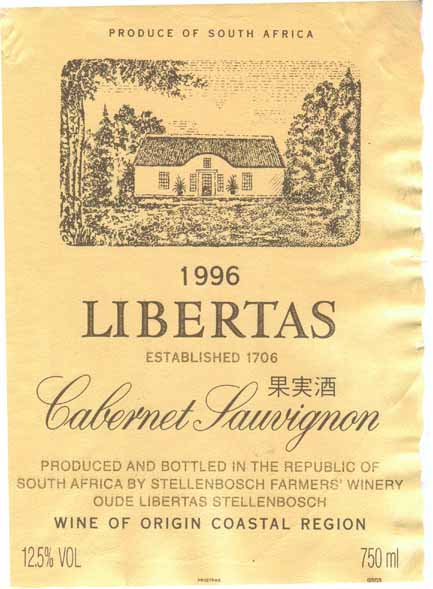 PRODUCE OF SOUTH AFRICA
1996
LIBERTAS
ESTABLISHED 1706
果実酒
Cabernet Sauvignon
PRODUCED AND BOTTLED IN THE REPUBLIC OF
SOUTH AFRICA BY STELLENBOSCH FARMERS' WINERY
OUDE LIBERTAS STELLENBOSCH
WINE OF ORIGIN COASTAL REGION
12.5% VOL 750 ml